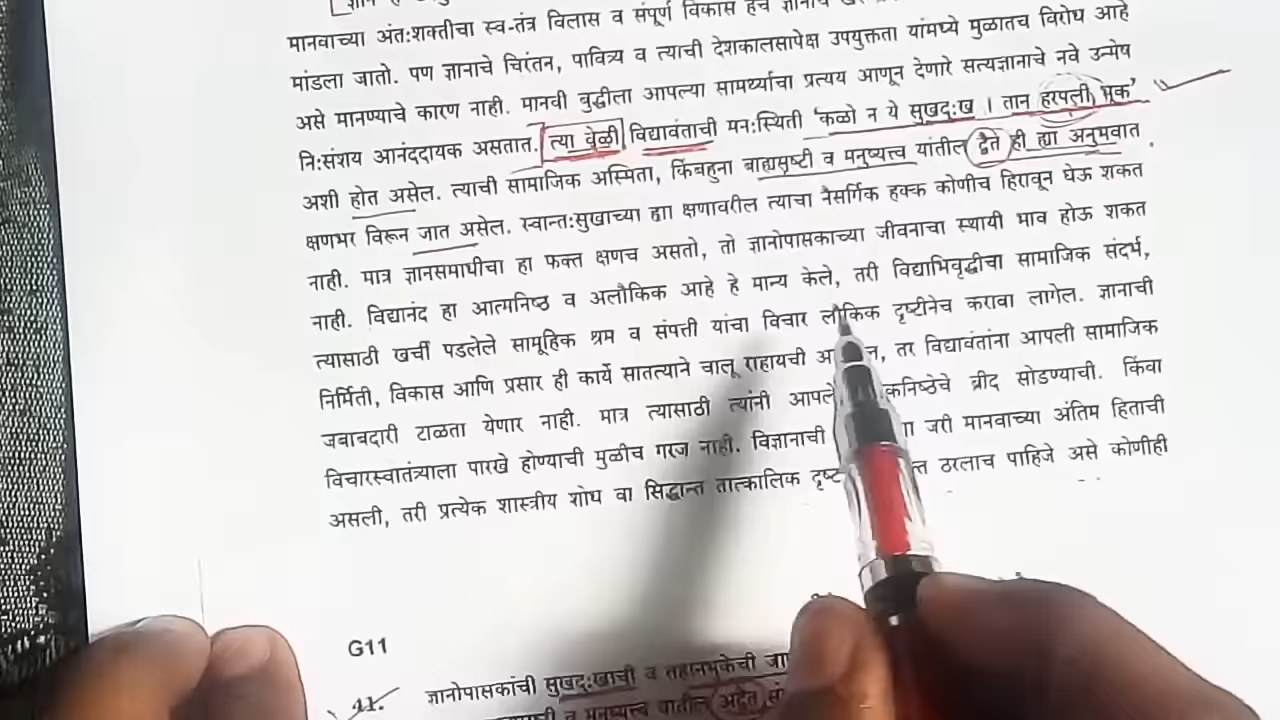 मानवाच्या अंतःशक्तीचा स्व-तंत्र विलास व संपूर्ण विकास हेच
मांडला जातो. पण ज्ञानाचे चिरंतन, पावित्र्य व त्याची देशकालसापेक्ष उपयुक्तता यांमध्ये मुळातच विरोध आहे
असे मानण्याचे कारण नाही. मानवी बुद्धीला आपल्या सामर्थ्याचा प्रत्यय आणून देणारे सत्यज्ञानाचे नवे उन्मेष
निःसंशय आनंददायक असतात. त्या वेळी विद्यावंताची मनःस्थिती ‘कळो न ये सुखदुःख । तान हरपली भूक’
अशी होत असेल. त्याची सामाजिक अस्मिता, किंबहुना बाह्यसृष्टी व मनुष्यत्त्व यांतील द्वैत ही ह्या अनुभवात
क्षणभर विरून जात असेल. स्वान्तःसुखाच्या ह्या क्षणावरील त्याचा नैसर्गिक हक्क कोणीच हिरावून घेऊ शकत
नाही. मात्र ज्ञानसमाधीचा हा फक्त क्षणच असतो, तो ज्ञानोपासकाच्या जीवनाचा स्थायी भाव होऊ शकत
नाही. विद्यानंद हा आत्मनिष्ठ व अलौकिक आहे हे मान्य केले, तरी विद्याभिवृद्धीचा सामाजिक संदर्भ,
त्यासाठी खर्ची पडलेले सामूहिक श्रम व संपत्ती यांचा विचार लौकिक दृष्टीनेच करावा लागेल. ज्ञानाची
निर्मिती, विकास आणि प्रसार ही कार्ये सातत्याने चालू राहायची तर विद्यावंतांना आपली सामाजिक
जबाबदारी टाळता येणार नाही. मात्र त्यासाठी त्यांनी आपले ब्रीद सोडण्याची. किंवा
विचारस्वातंत्र्याला पारखे होण्याची मुळीच गरज नाही. विज्ञानाची जरी मानवाच्या अंतिम हिताची
असली, तरी प्रत्येक शास्त्रीय शोध वा सिद्धान्त तात्कालिक ठरलाच पाहिजे असे कोणीही
G11
41. ज्ञानोपासकांची सुखदुःखाची व तहानभूकेची
व मनुष्यत्त्व यातील अद्वैत